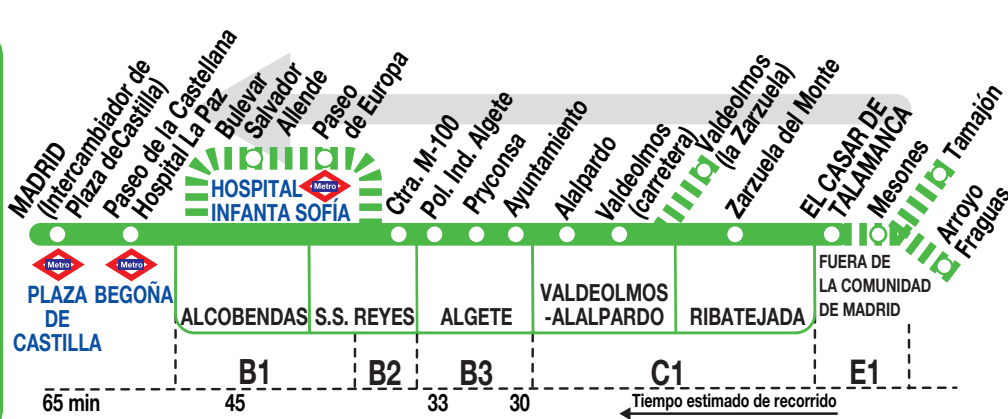 MADRID
(Intercambiador de
Plaza deCastilla)
Paseo de la Castellana
Hospital La Paz
Bulevar
Salvador
Allende
Paseo
de Europa
Ctra. M-100
Pol. Ind. Algete
Pryconsa
Ayuntamiento
Alalpardo
Valdeolmos
(carretera)
Valdeolmos
(la Zarzuela)
Zarzuela del Monte
EL CASAR DE
TALAMANCA
Mesones
Tamajón
Arroyo
Fraguas
HOSPITAL
INFANTA SOFÍA
Metro
Metro
Metro
PLAZA
DE
CASTILLA
BEGOÑA
ALCOBENDAS
S.S. REYES
ALGETE
VALDEOLMOS
-ALALPARDO
RIBATEJADA
FUERA DE
LA COMUNIDAD
DE MADRID
B1
B2
B3
C1
E1
65 min
45
33
30
Tiempo estimado de recorrido